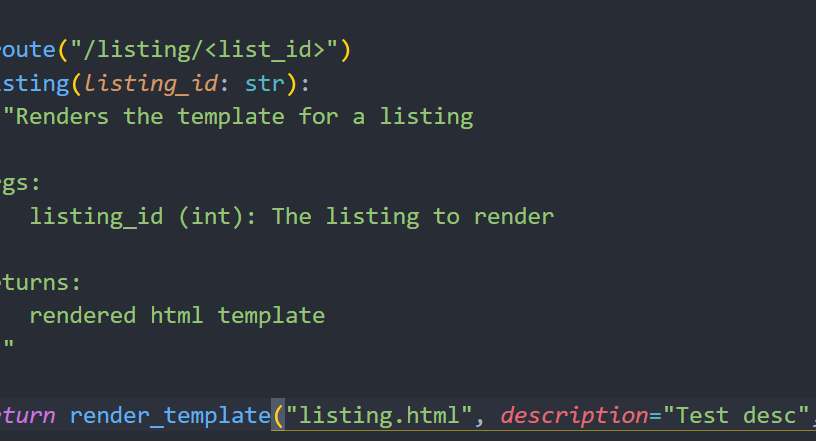 oute("/listing/<list_id>")
sting(listing_id: str):
"Renders the template for a listing
gs:
listing_id (int): The listing to render
turns:
rendered html template
"
turn render_template("listing.html", description="Test desc",